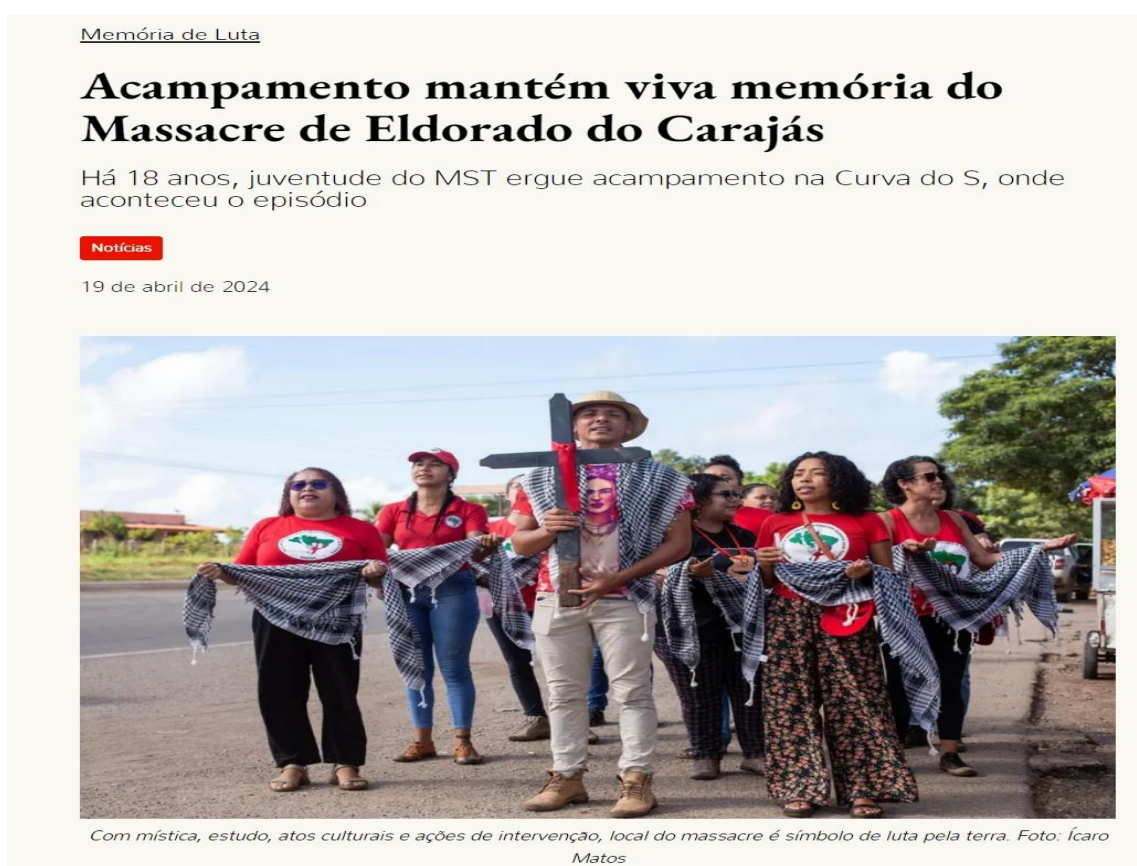 Memória de Luta
Acampamento mantém viva memória do
Massacre de Eldorado do Carajás
Há 18 anos, juventude do MST ergue acampamento na Curva do S, onde
aconteceu o episódio
Notícias
19 de abril de 2024
Com mística, estudo, atos culturais e ações de intervenção, local do massacre é símbolo de luta pela terra. Foto: Ícaro
Matos